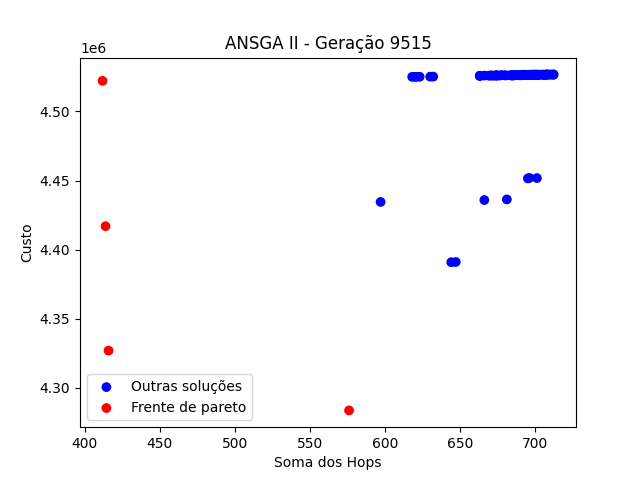 ANSGA II - Geração 9515
1e6
4.50
4.45
4.40
4.35
4.30
Custo
Outras soluções
Frente de pareto
400 450 500 550 600 650 700
Soma dos Hops